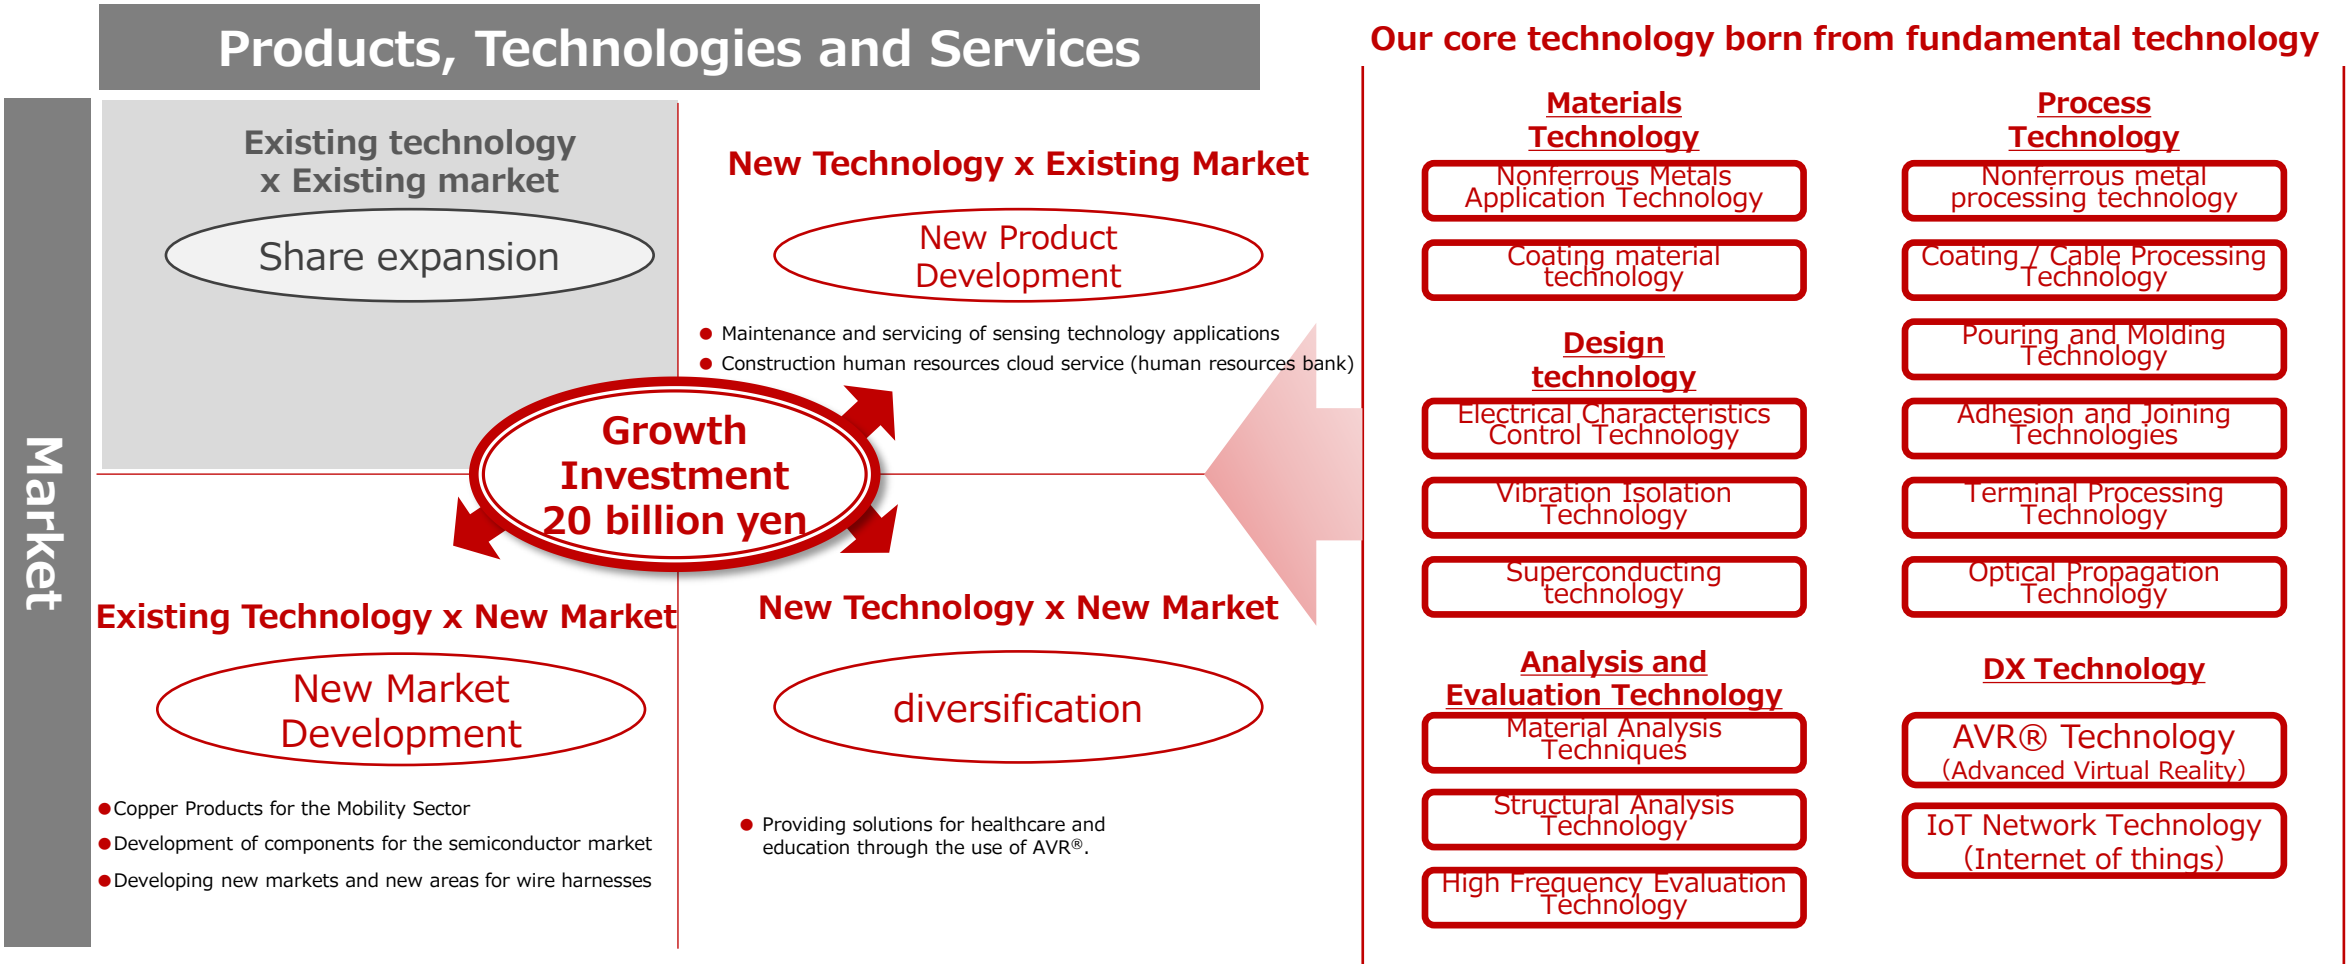 Products, Technologies and Services
Market
Existing technology
x Existing market
Share expansion
New Technology x Existing Market
New Product
Development
● Maintenance and servicing of sensing technology applications
● Construction human resources cloud service (human resources bank)
Growth
Investment
20 billion yen
Existing Technology x New Market
New Market
Development
●Copper Products for the Mobility Sector
●Development of components for the semiconductor market
●Developing new markets and new areas for wire harnesses
New Technology x New Market
diversification
● Providing solutions for healthcare and
education through the use of AVR®.
Our core technology born from fundamental technology
Materials
Technology
Nonferrous Metals
Application Technology
Coating material
technology
Design
technology
Electrical Characteristics
Control Technology
Vibration Isolation
Technology
Superconducting
technology
Analysis and
Evaluation Technology
Material Analysis
Techniques
Structural Analysis
Technology
High Frequency Evaluation
Technology
Process
Technology
Nonferrous metal
processing technology
Coating / Cable Processing
Technology
Pouring and Molding
Technology
Adhesion and Joining
Technologies
Terminal Processing
Technology
Optical Propagation
Technology
DX Technology
AVR® Technology
(Advanced Virtual Reality)
IoT Network Technology
(Internet of things)